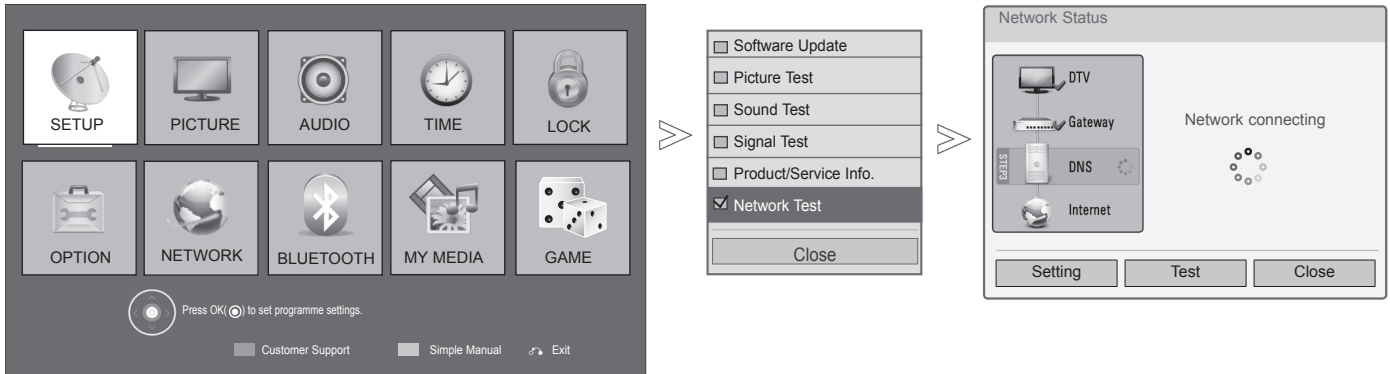 SETUP
PICTURE
AUDIO
TIME
LOCK
OPTION
NETWORK
BLUETOOTH
MY MEDIA
GAME
Press OK( ) to set programme settings.
Customer Support
Simple Manual
Exit
Software Update
Picture Test
Sound Test
Signal Test
Product/Service Info.
Network Test
Close
Network Status
DTV
Gateway
STEP3
DNS
Internet
Network connecting
Setting
Test
Close